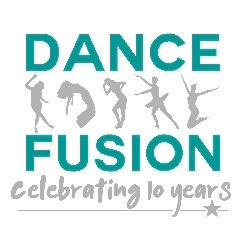 DANCE
FUSION
Celebrating 10 years